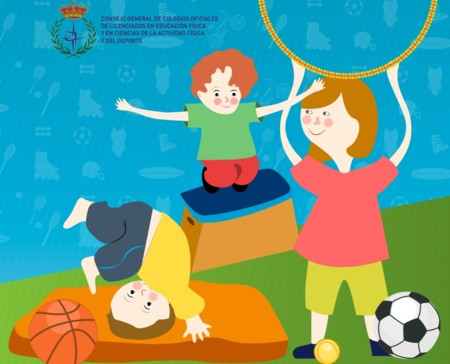 CONSEJO GENERAL DE COLEGIOS OFICIALES
DE LICENCIADOS EN EDUCACIÓN FÍSICA
Y EN CIENCIAS DE LA ACTIVIDAD FÍSICA
Y DEL DEPORTE